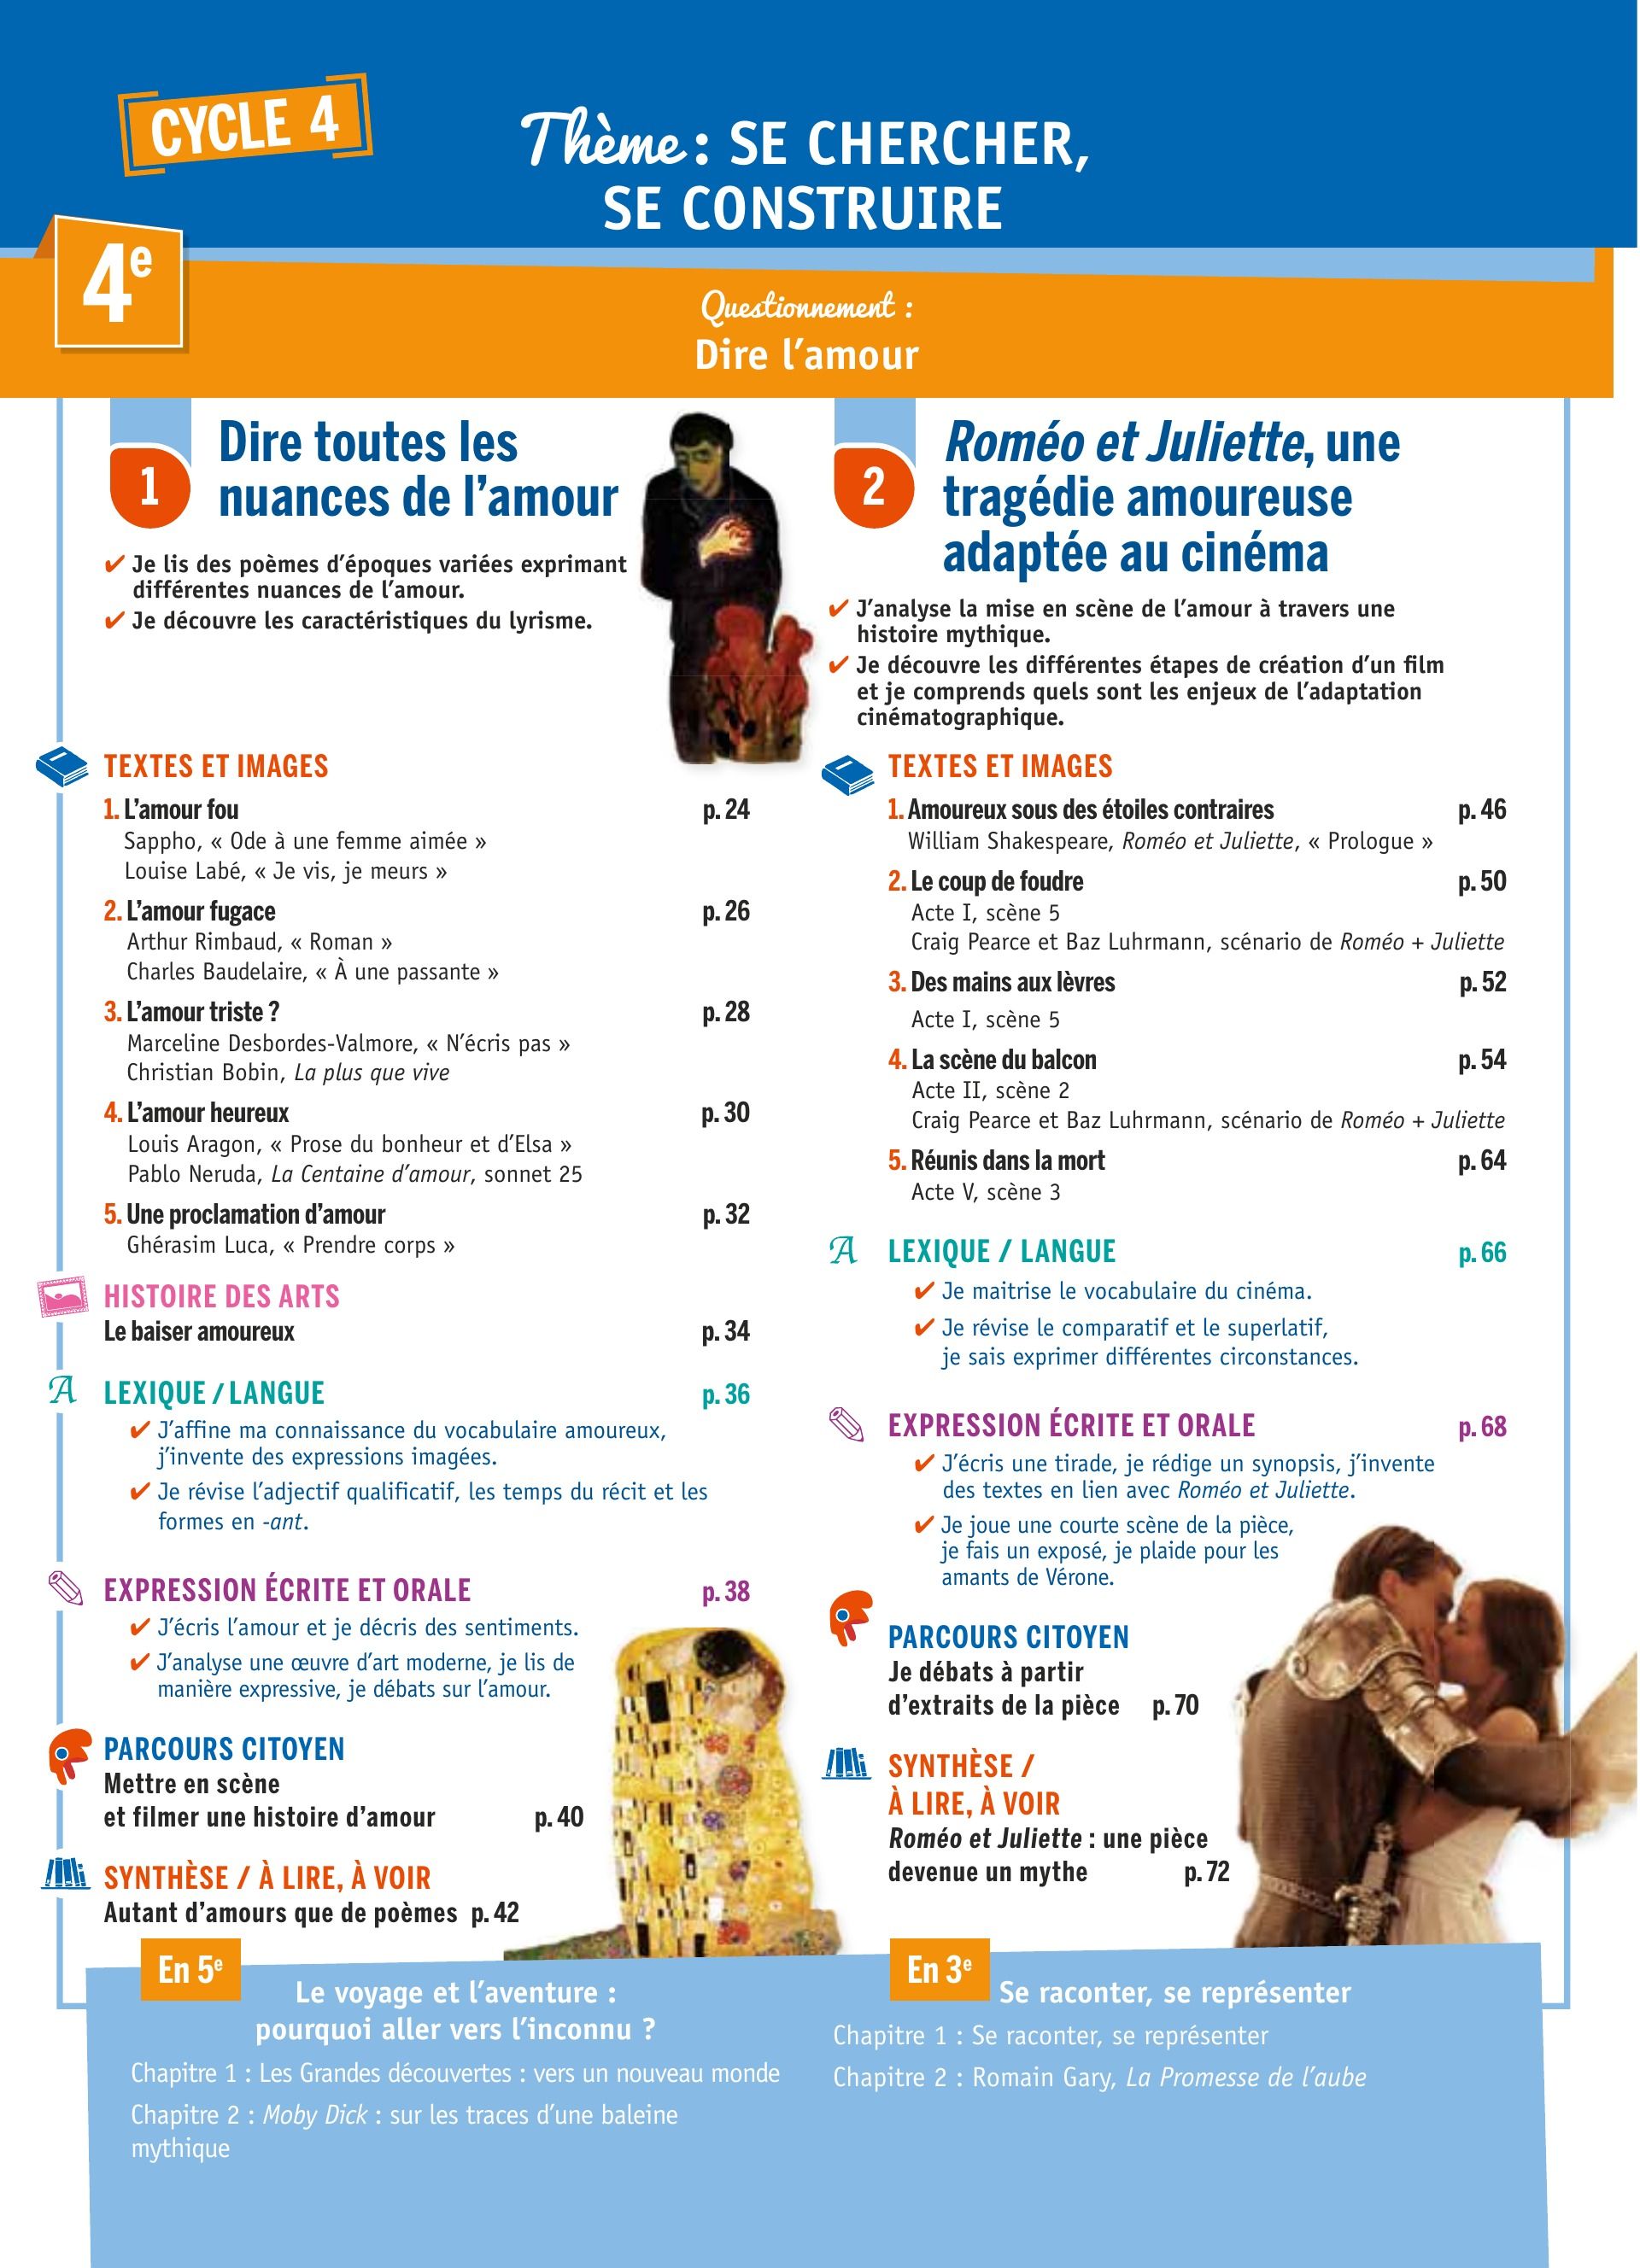 CYCLE 4
Thème : SE CHERCHER,
SE CONSTRUIRE
4e
Questionnement :
Dire l’amour
1
Dire toutes les
nuances de l’amour
✔ Je lis des poèmes d’époques variées exprimant
différentes nuances de l’amour.
✔ Je découvre les caractéristiques du lyrisme.
TEXTES ET IMAGES
1. L’amour fou p. 24
Sappho, « Ode à une femme aimée »
Louise Labé, « Je vis, je meurs »
2. L’amour fugace p. 26
Arthur Rimbaud, « Roman »
Charles Baudelaire, « À une passante »
3. L’amour triste ? p. 28
Marceline Desbordes-Valmore, « N’écris pas »
Christian Bobin, La plus que vive
4. L’amour heureux p. 30
Louis Aragon, « Prose du bonheur et d’Elsa »
Pablo Neruda, La Centaine d’amour, sonnet 25
5. Une proclamation d’amour p. 32
Ghérasim Luca, « Prendre corps »
HISTOIRE DES ARTS
Le baiser amoureux p. 34
A LEXIQUE / LANGUE p. 36
✔ J’affine ma connaissance du vocabulaire amoureux,
j’invente des expressions imagées.
✔ Je révise l’adjectif qualificatif, les temps du récit et les
formes en -ant.
EXPRESSION ÉCRITE ET ORALE p. 38
✔ J’écris l’amour et je décris des sentiments.
✔ J’analyse une œuvre d’art moderne, je lis de
manière expressive, je débats sur l’amour.
PARCOURS CITOYEN
Mettre en scène
et filmer une histoire d’amour p. 40
SYNTHÈSE / À LIRE, À VOIR
Autant d’amours que de poèmes p. 42
2
Roméo et Juliette, une
tragédie amoureuse
adaptée au cinéma
✔ J’analyse la mise en scène de l’amour à travers une
histoire mythique.
✔ Je découvre les différentes étapes de création d’un film
et je comprends quels sont les enjeux de l’adaptation
cinématographique.
TEXTES ET IMAGES
1. Amoureux sous des étoiles contraires p. 46
William Shakespeare, Roméo et Juliette, « Prologue »
2. Le coup de foudre p. 50
Acte I, scène 5
Craig Pearce et Baz Luhrmann, scénario de Roméo + Juliette
3. Des mains aux lèvres p. 52
Acte I, scène 5
4. La scène du balcon p. 54
Acte II, scène 2
Craig Pearce et Baz Luhrmann, scénario de Roméo + Juliette
5. Réunis dans la mort p. 64
Acte V, scène 3
A LEXIQUE / LANGUE p. 66
✔ Je maitrise le vocabulaire du cinéma.
✔ Je révise le comparatif et le superlatif,
je sais exprimer différentes circonstances.
EXPRESSION ÉCRITE ET ORALE p. 68
✔ J’écris une tirade, je rédige un synopsis, j’invente
des textes en lien avec Roméo et Juliette.
✔ Je joue une courte scène de la pièce,
je fais un exposé, je plaide pour les
amants de Vérone.
PARCOURS CITOYEN
Je débats à partir
d’extraits de la pièce p. 70
SYNTHÈSE /
À LIRE, À VOIR
Roméo et Juliette : une pièce
devenue un mythe p. 72
En 5e
Le voyage et l’aventure :
pourquoi aller vers l’inconnu ?
Chapitre 1 : Les Grandes découvertes : vers un nouveau monde
Chapitre 2 : Moby Dick : sur les traces d’une baleine
mythique
En 3e
Se raconter, se représenter
Chapitre 1 : Se raconter, se représenter
Chapitre 2 : Romain Gary, La Promesse de l’aube